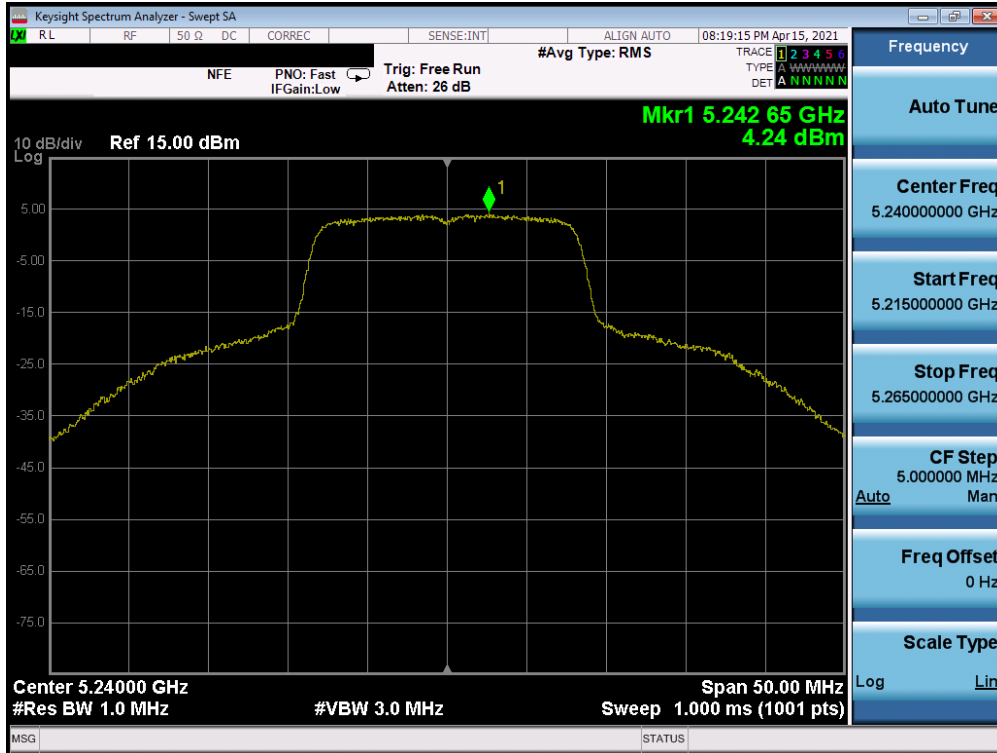 Keysight Spectrum Analyzer - Swept SA
LXI RL RF 50 Ω DC CORREC SENSE:INT ALIGN AUTO 08:19:15 PM Apr 15, 2021
NFE PNO: Fast Trig: Free Run #Avg Type: RMS TRACE 1 2 3 4 5 6
IFGain:Low Atten: 26 dB TYPE A WWWWW
DET A N N N N N
Mkr1 5.242 65 GHz
4.24 dBm
10 dB/div Ref 15.00 dBm
Log
1
5.00
-5.00
-15.0
-25.0
-35.0
-45.0
-55.0
-65.0
-75.0
Center 5.24000 GHz Span 50.00 MHz
#Res BW 1.0 MHz #VBW 3.0 MHz Sweep 1.000 ms (1001 pts)
MSG STATUS
Frequency
Auto Tune
Center Freq
5.240000000 GHz
Start Freq
5.215000000 GHz
Stop Freq
5.265000000 GHz
CF Step
5.000000 MHz
Auto Man
Freq Offset
0 Hz
Scale Type
Log Lin